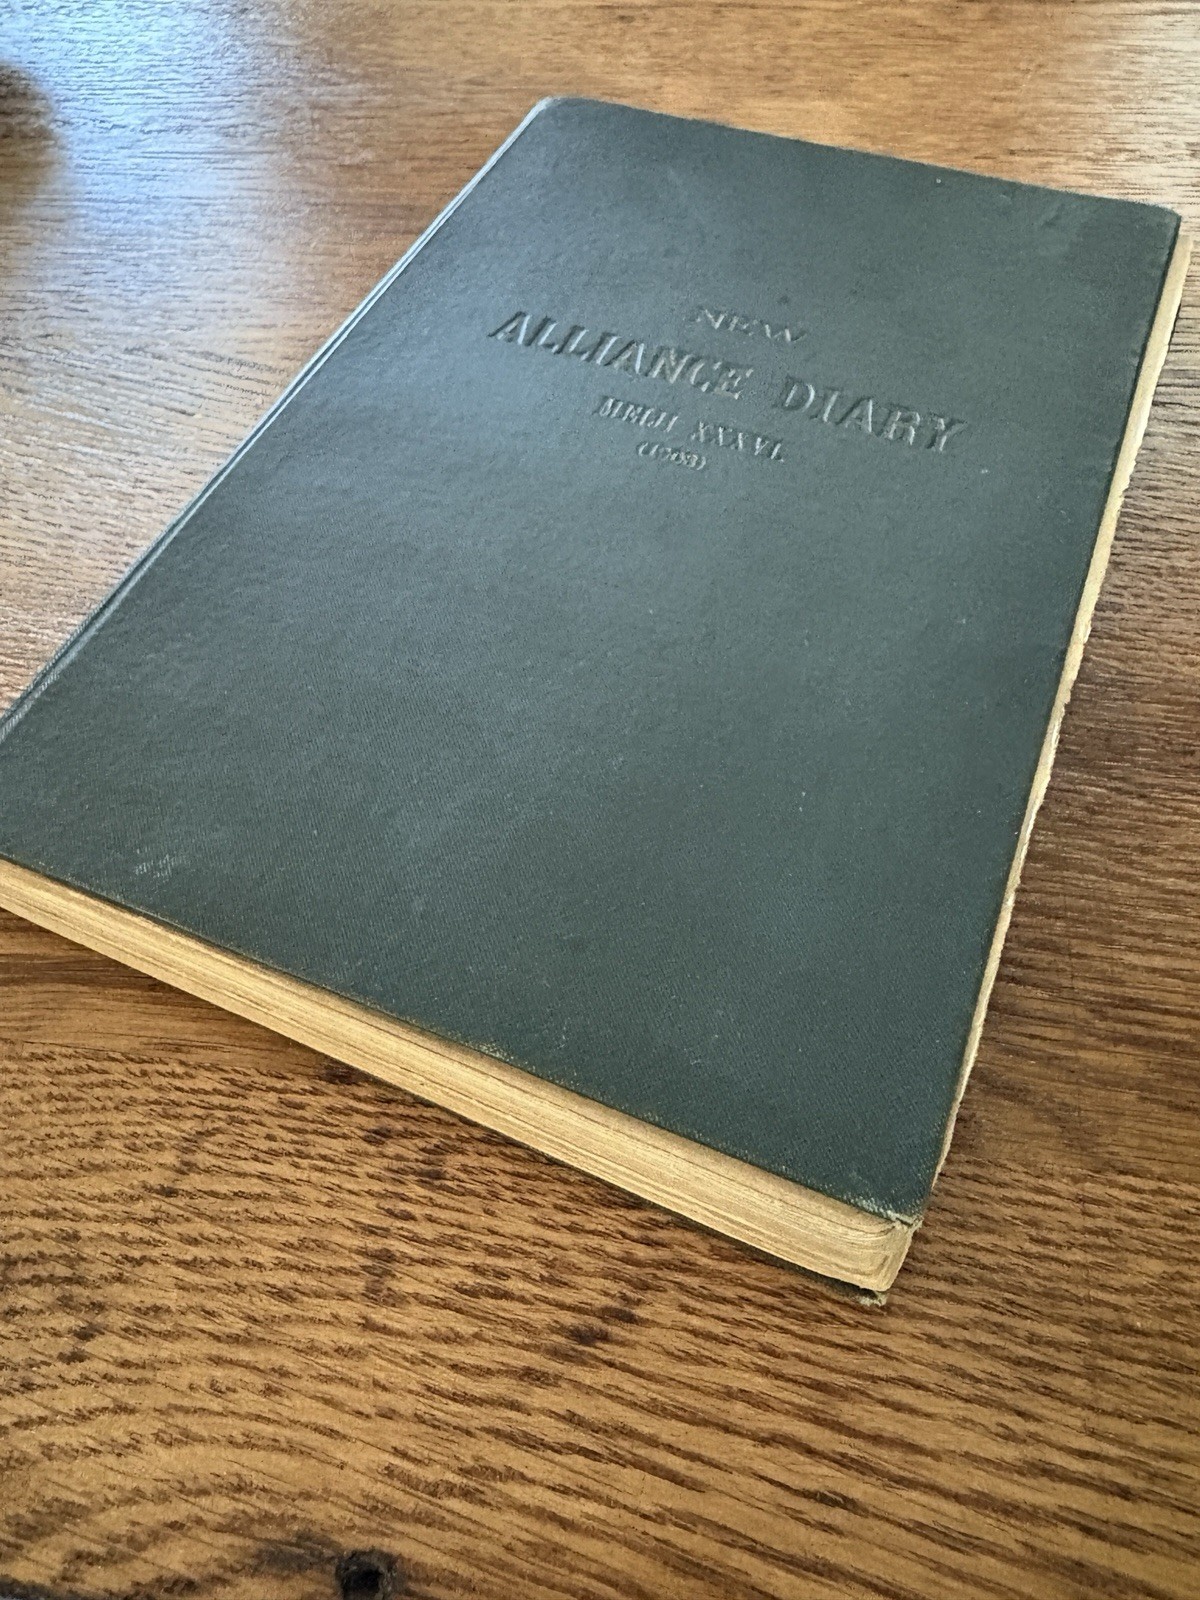 NEW
ALLIANCE DIARY
MEIJI XXXVI.
(1903)